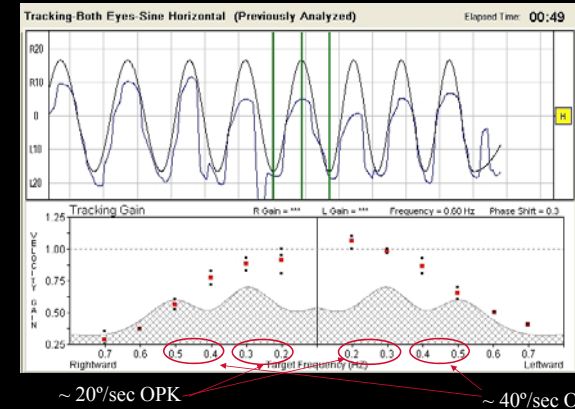 Tracking-Both Eyes-Sine Horizontal (Previously Analyzed) Elapsed Time: 00:49
R20
R10
0
L10
L20
H
Tracking Gain R Gain = *** L Gain = *** Frequency = 0.60 Hz Phase Shift = 0.3
VELOCITY GAIN
1.25
1.00
0.75
0.50
0.25
0.7 0.6 0.5 0.4 0.3 0.2 0.2 0.3 0.4 0.5 0.6 0.7
Rightward Target Frequency (HZ) Leftward
~ 20º/sec OPK ~ 40º/sec O